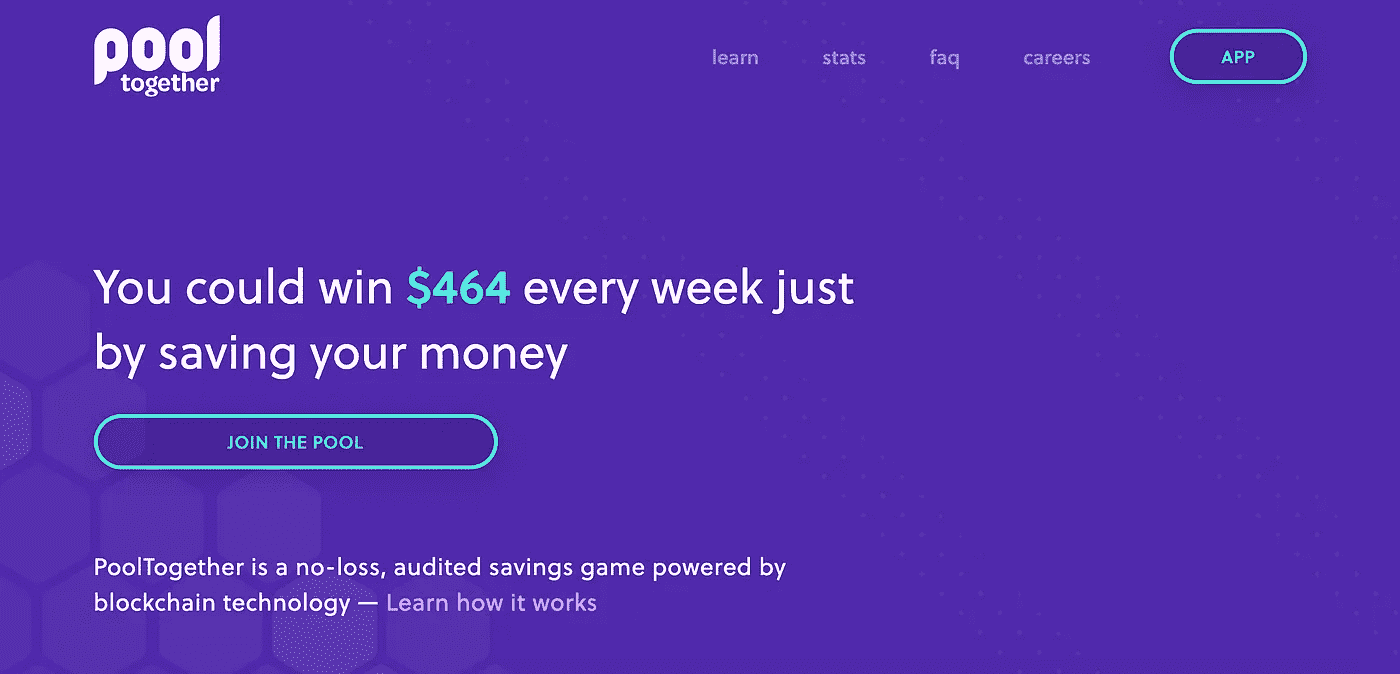 pool
together
learn stats faq careers APP
You could win $464 every week just
by saving your money
JOIN THE POOL
PoolTogether is a no-loss, audited savings game powered by
blockchain technology — Learn how it works